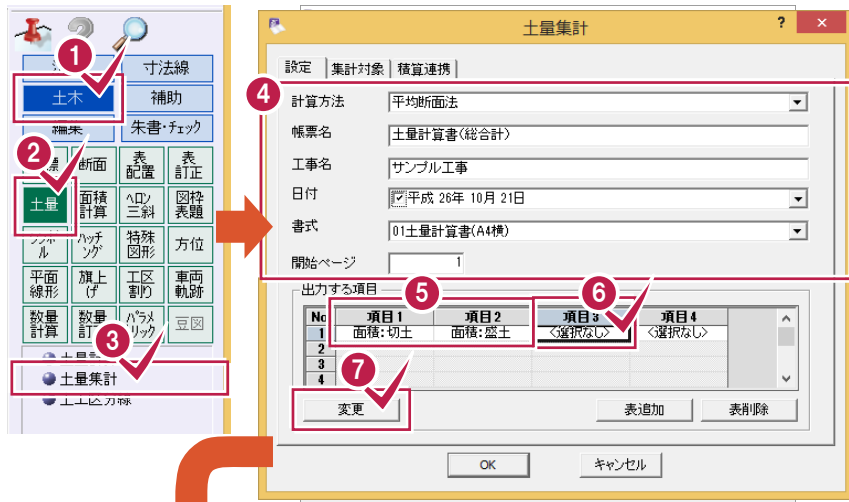 1
寸法線
土木
補助
編集
朱書・チェック
2
断面
表配置
表訂正
土量
面積計算
ヘロン三斜
図枠表題
ハッチング
特殊図形
方位
平面線形
旗上げ
工区割り
車両軌跡
数量計算
数量
パラメリック
豆図
3
土量集計
土量集計
? ×
設定 集計対象 積算連携
4
計算方法 平均断面法
帳票名 土量計算書(総合計)
工事名 サンプル工事
日付 平成 26年 10月 21日
書式 01土量計算書(A4横)
開始ページ 1
出力する項目
5
6
No 項目1 項目2 項目3 項目4
1 面積:切土 面積:盛土 <選択なし> <選択なし>
2
3
4
7
変更 表追加 表削除
OK キャンセル